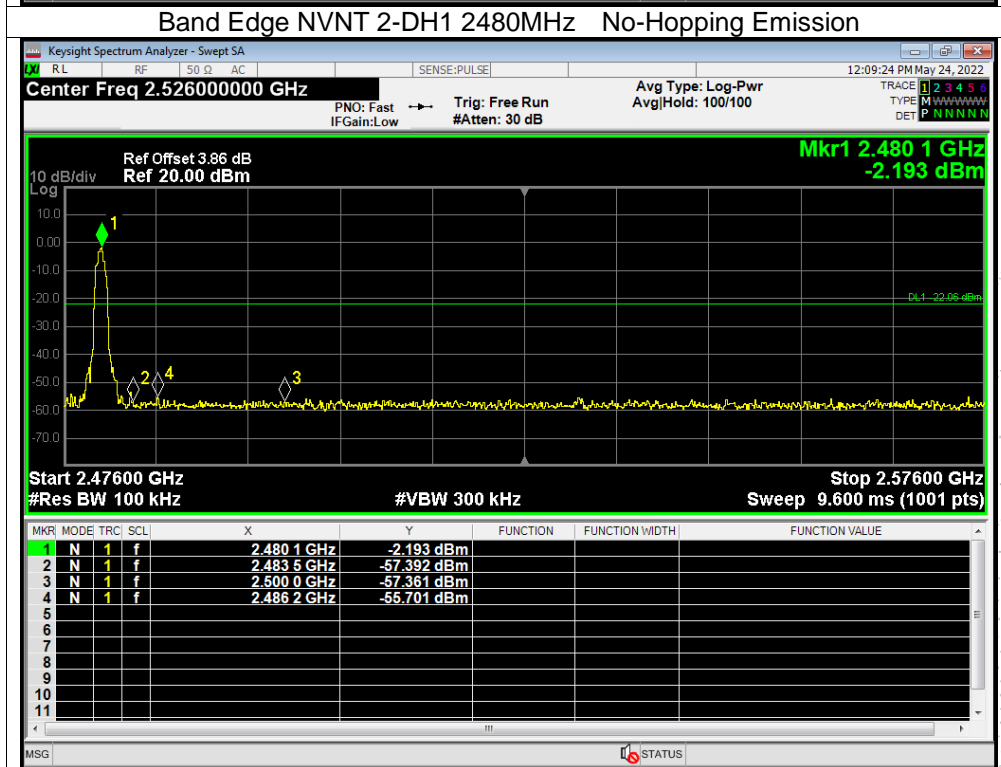 Band Edge NVNT 2-DH1 2480MHz No-Hopping Emission
Keysight Spectrum Analyzer - Swept SA
LXI RL RF 50 Ω AC SENSE:PULSE 12:09:24 PM May 24, 2022
Center Freq 2.526000000 GHz
PNO: Fast
IFGain:Low
Trig: Free Run
#Atten: 30 dB
Avg Type: Log-Pwr
Avg|Hold: 100/100
TRACE 1 2 3 4 5 6
TYPE M WWWWW
DET P N N N N N
Mkr1 2.480 1 GHz
-2.193 dBm
Ref Offset 3.86 dB
10 dB/div Ref 20.00 dBm
Log
10.0
0.00
-10.0
-20.0
-30.0
-40.0
-50.0
-60.0
-70.0
1
2
4
3
DL1 -22.06 dBm
Start 2.47600 GHz Stop 2.57600 GHz
#Res BW 100 kHz #VBW 300 kHz Sweep 9.600 ms (1001 pts)
MKR MODE TRC SCL X Y FUNCTION FUNCTION WIDTH FUNCTION VALUE
1 N 1 f 2.480 1 GHz -2.193 dBm
2 N 1 f 2.483 5 GHz -57.392 dBm
3 N 1 f 2.500 0 GHz -57.361 dBm
4 N 1 f 2.486 2 GHz -55.701 dBm
5
6
7
8
9
10
11
MSG STATUS